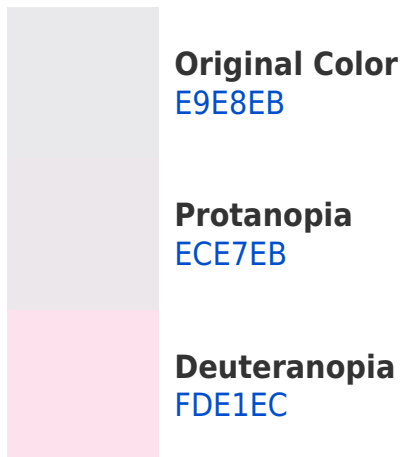 Original Color
E9E8EB
Protanopia
ECE7EB
Deuteranopia
FDE1EC